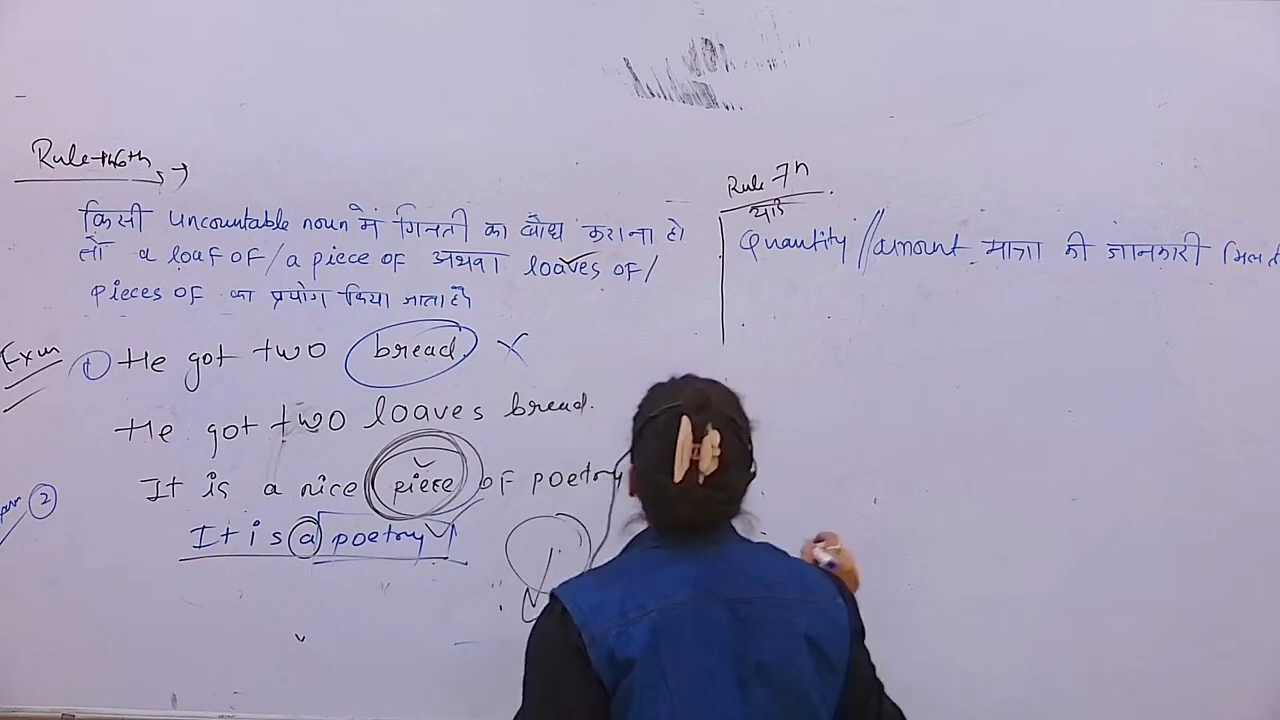 Rule 6th →
किसी uncountable noun में गिनती का बोध कराना हो
तो a loaf of/a piece of अथवा loaves of/
pieces of का प्रयोग किया जाता है
Exm ① He got two bread. ✗
He got two loaves bread.
② It is a nice piece of poetry
It is a poetry
Rule 7th
यदि
Quantity // amount मात्रा की जानकारी मिलत